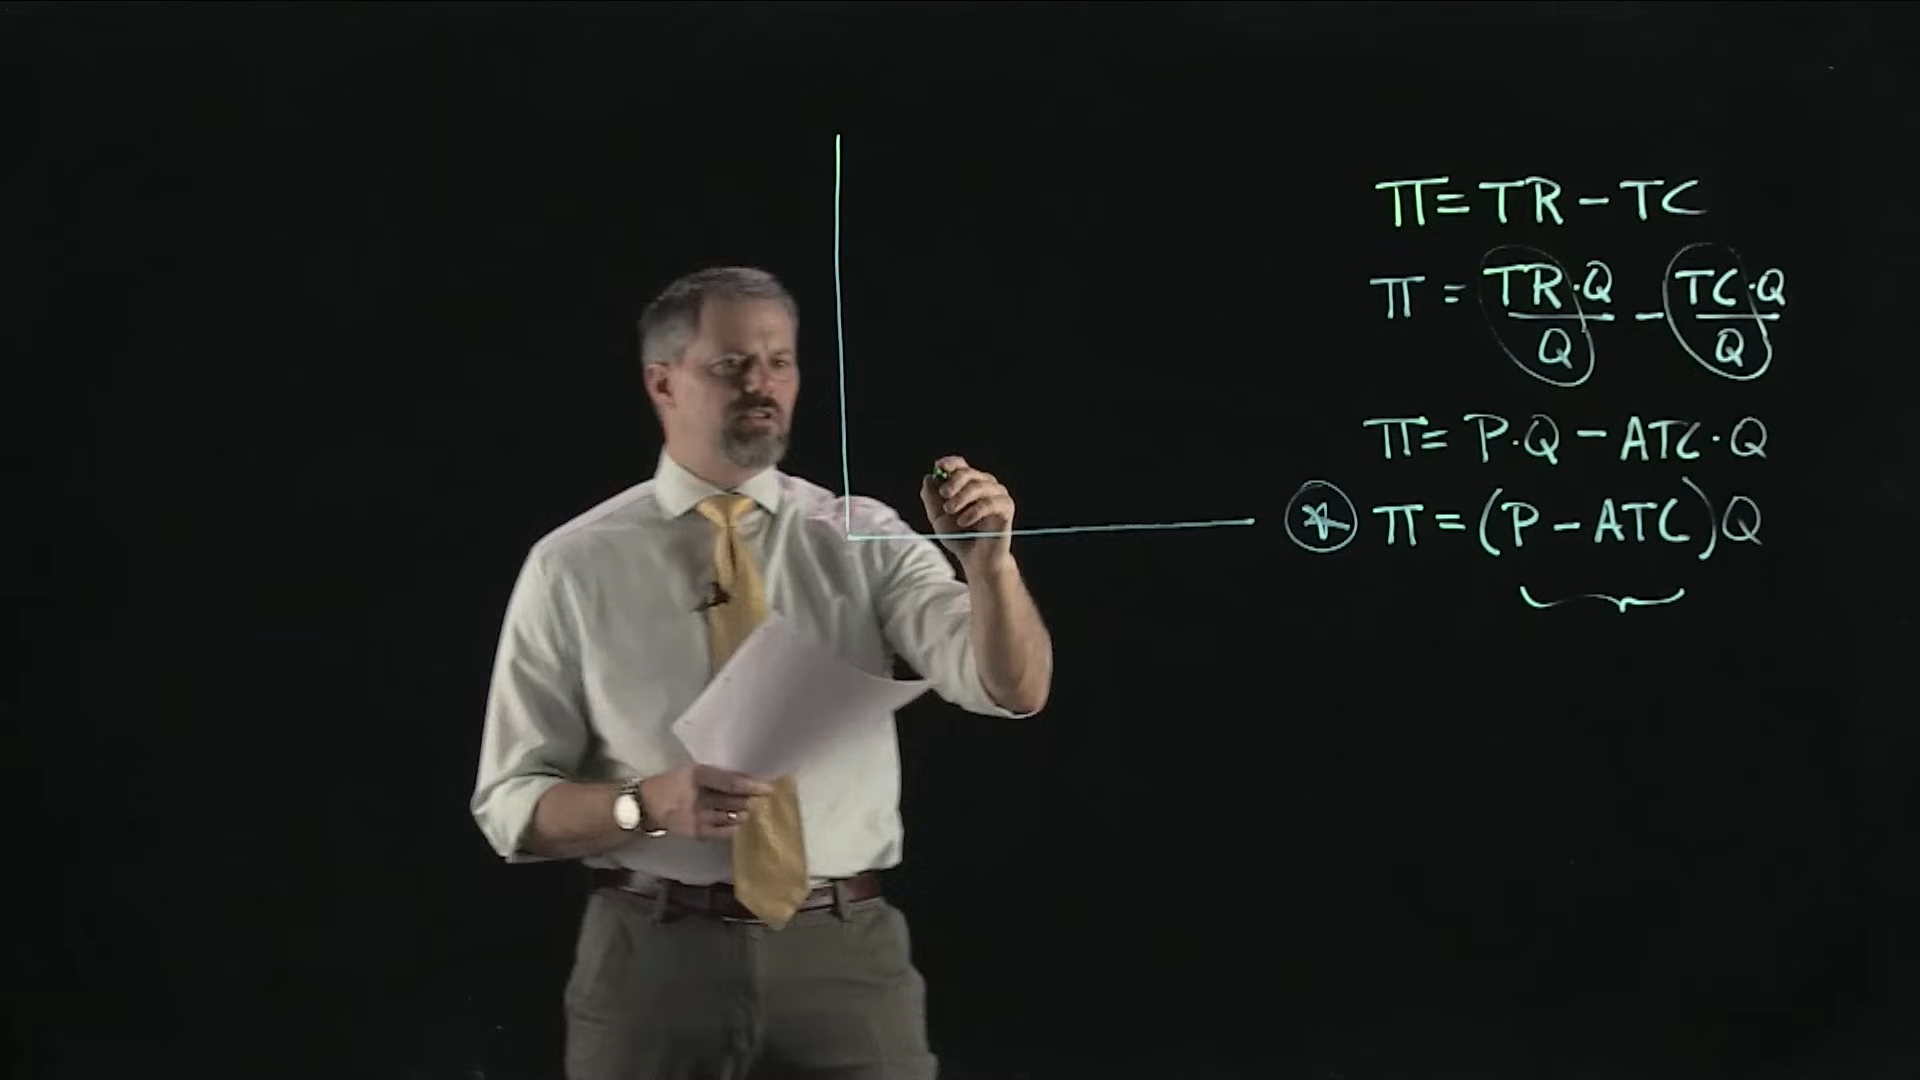 π = TR - TC
π = TR·Q/Q - TC·Q/Q
π = P·Q - ATC·Q
* π = (P - ATC)Q